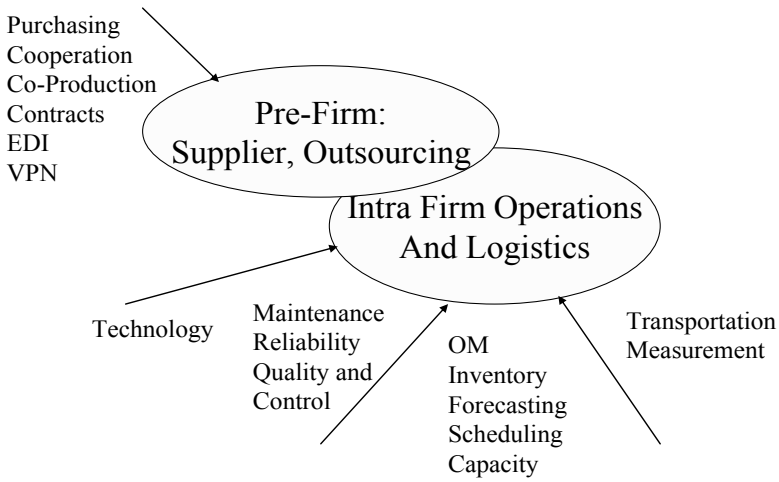 Purchasing
Cooperation
Co-Production
Contracts
EDI
VPN
Pre-Firm:
Supplier, Outsourcing
Intra Firm Operations
And Logistics
Technology
Maintenance
Reliability
Quality and
Control
OM
Inventory
Forecasting
Scheduling
Capacity
Transportation
Measurement